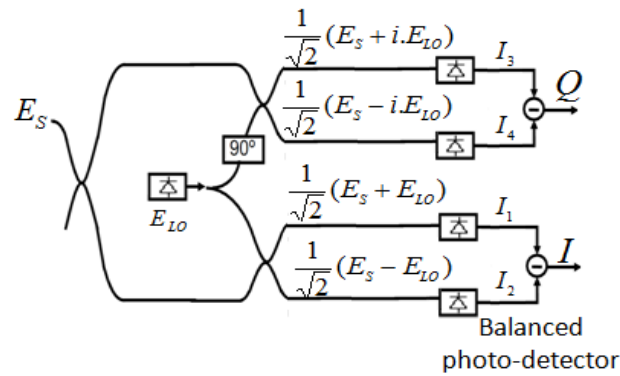 1/√2 (E_S + i.E_LO)
I_3
1/√2 (E_S − i.E_LO)
I_4
Q
E_S
90º
E_LO
1/√2 (E_S + E_LO)
I_1
1/√2 (E_S − E_LO)
I_2
I
Balanced
photo-detector